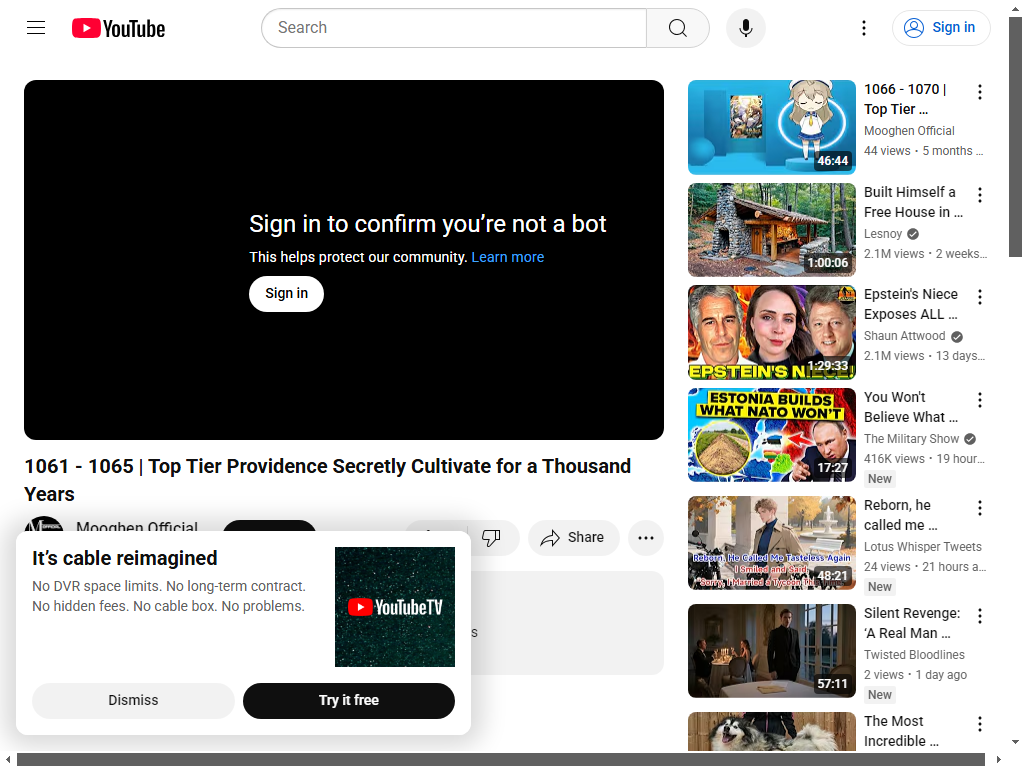 YouTube
Search
Sign in
Sign in to confirm you’re not a bot
This helps protect our community. Learn more
Sign in
1061 - 1065 | Top Tier Providence Secretly Cultivate for a Thousand
Years
Mooghen Official
Share
It’s cable reimagined
No DVR space limits. No long-term contract.
No hidden fees. No cable box. No problems.
YouTubeTV
Dismiss
Try it free
46:44
1066 - 1070 |
Top Tier …
Mooghen Official
44 views • 5 months …
1:00:06
Built Himself a
Free House in …
Lesnoy
2.1M views • 2 weeks…
EPSTEIN'S NIECE!
1:29:33
Epstein's Niece
Exposes ALL …
Shaun Attwood
2.1M views • 13 days…
ESTONIA BUILDS
WHAT NATO WON'T
17:27
You Won't
Believe What …
The Military Show
416K views • 19 hour…
New
Reborn, He Called Me Tasteless Again
I Smiled and Said,
Sorry, I Married a Tycoon This
48:21
Reborn, he
called me …
Lotus Whisper Tweets
24 views • 21 hours a…
New
57:11
Silent Revenge:
‘A Real Man …
Twisted Bloodlines
2 views • 1 day ago
New
The Most
Incredible …